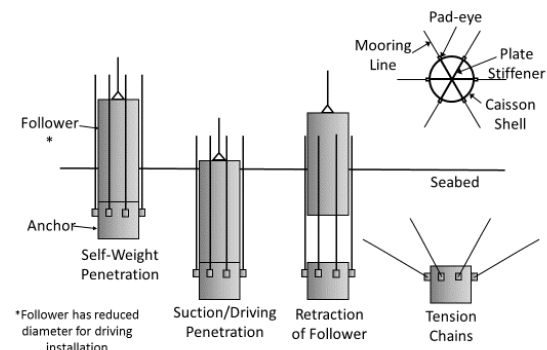 Pad-eye
Mooring
Line
Plate
Stiffener
Caisson
Shell
Follower
*
Seabed
Anchor
Self-Weight
Penetration
Suction/Driving
Penetration
Retraction
of Follower
Tension
Chains
*Follower has reduced
diameter for driving
installation